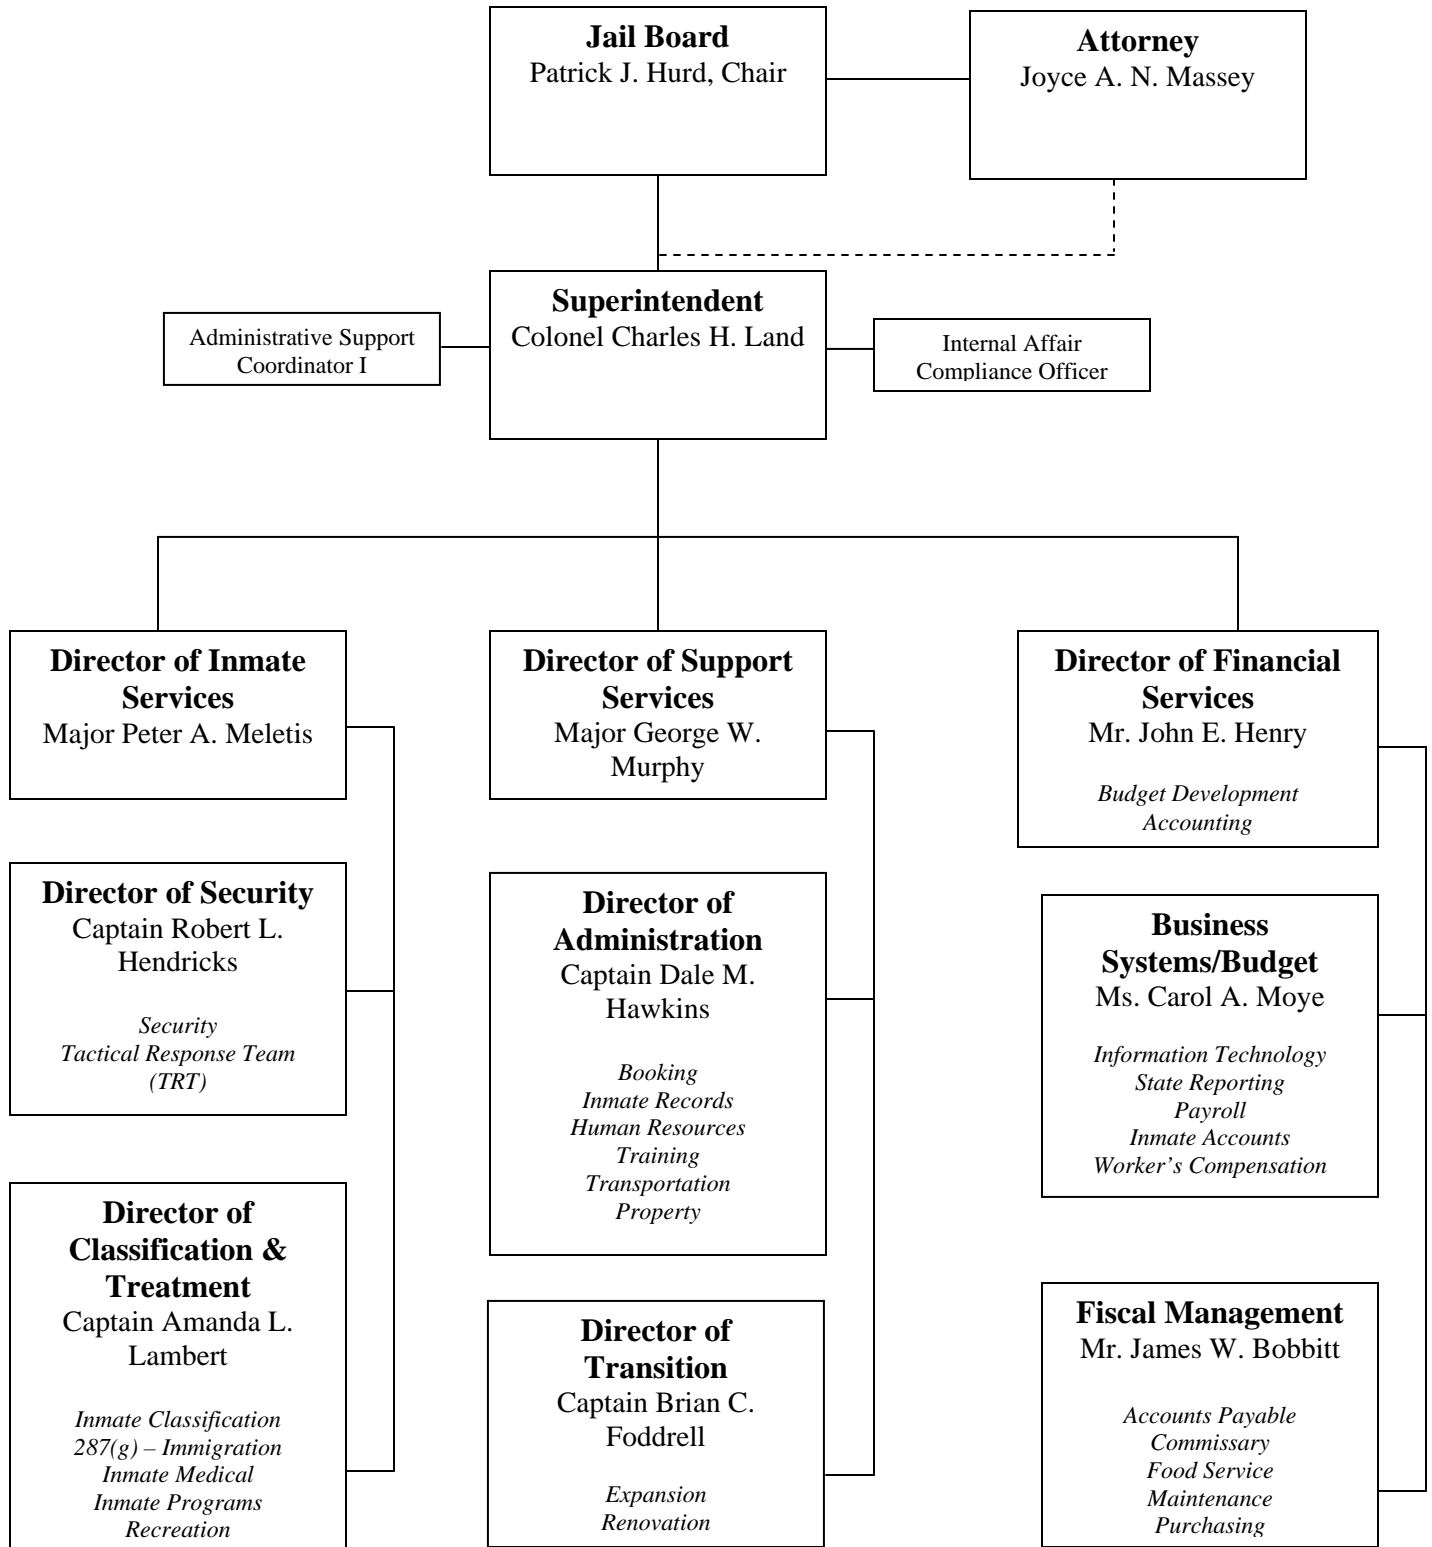 Jail Board
Patrick J. Hurd, Chair
Attorney
Joyce A. N. Massey
Superintendent
Colonel Charles H. Land
Administrative Support
Coordinator I
Internal Affair
Compliance Officer
Director of Inmate
Services
Major Peter A. Meletis
Director of Support
Services
Major George W.
Murphy
Director of Financial
Services
Mr. John E. Henry
Budget Development
Accounting
Director of Security
Captain Robert L.
Hendricks
Security
Tactical Response Team
(TRT)
Director of
Administration
Captain Dale M.
Hawkins
Booking
Inmate Records
Human Resources
Training
Transportation
Property
Business
Systems/Budget
Ms. Carol A. Moye
Information Technology
State Reporting
Payroll
Inmate Accounts
Worker’s Compensation
Director of
Classification &
Treatment
Captain Amanda L.
Lambert
Inmate Classification
287(g) – Immigration
Inmate Medical
Inmate Programs
Recreation
Director of
Transition
Captain Brian C.
Foddrell
Expansion
Renovation
Fiscal Management
Mr. James W. Bobbitt
Accounts Payable
Commissary
Food Service
Maintenance
Purchasing